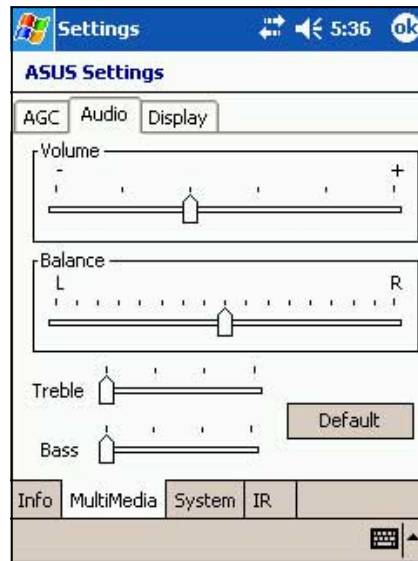 Settings 5:36 ok
ASUS Settings
AGC Audio Display
Volume
- +
Balance
L R
Treble
Default
Bass
Info MultiMedia System IR